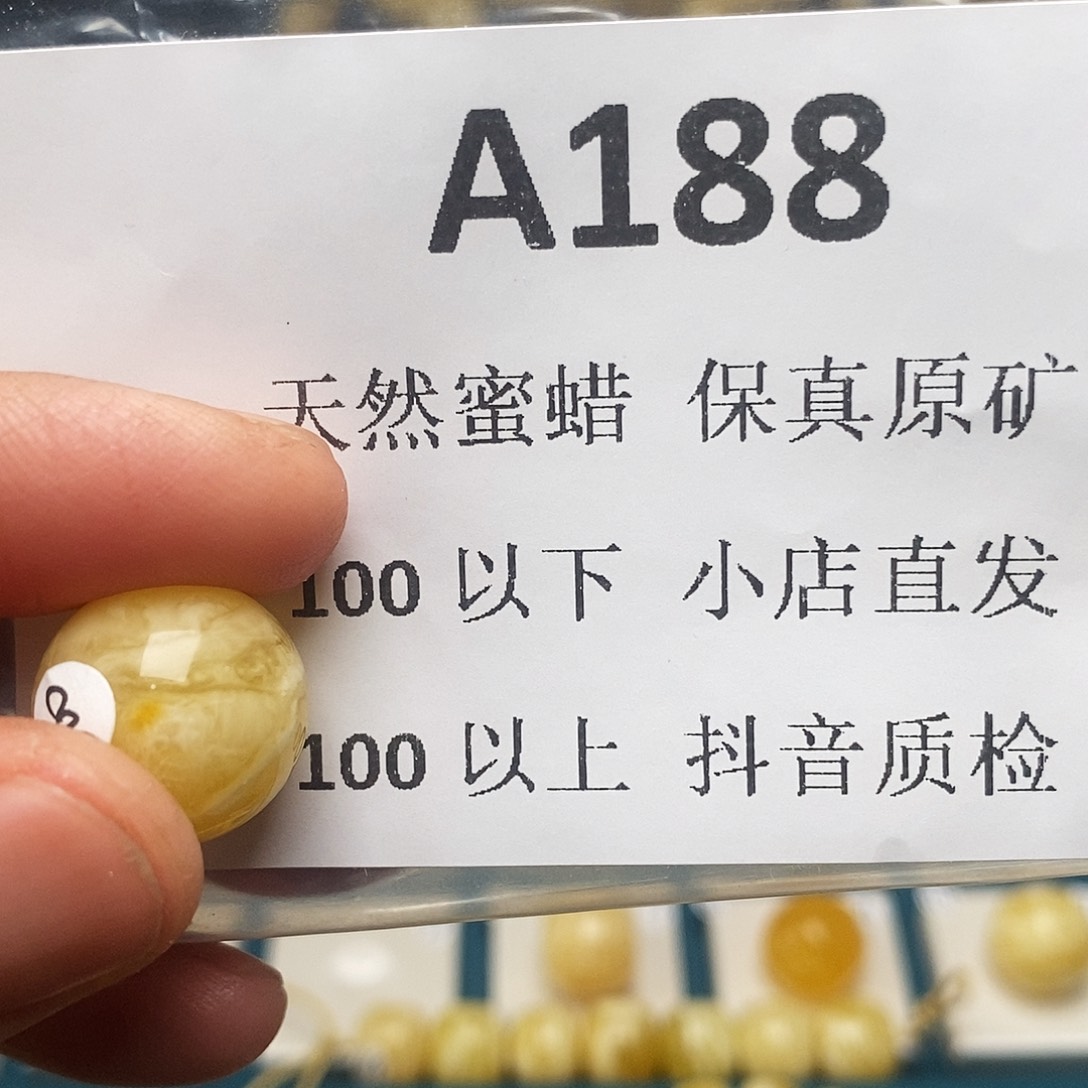 A188
天然蜜蜡 保真原矿
100 以下 小店直发
100 以上 抖音质检